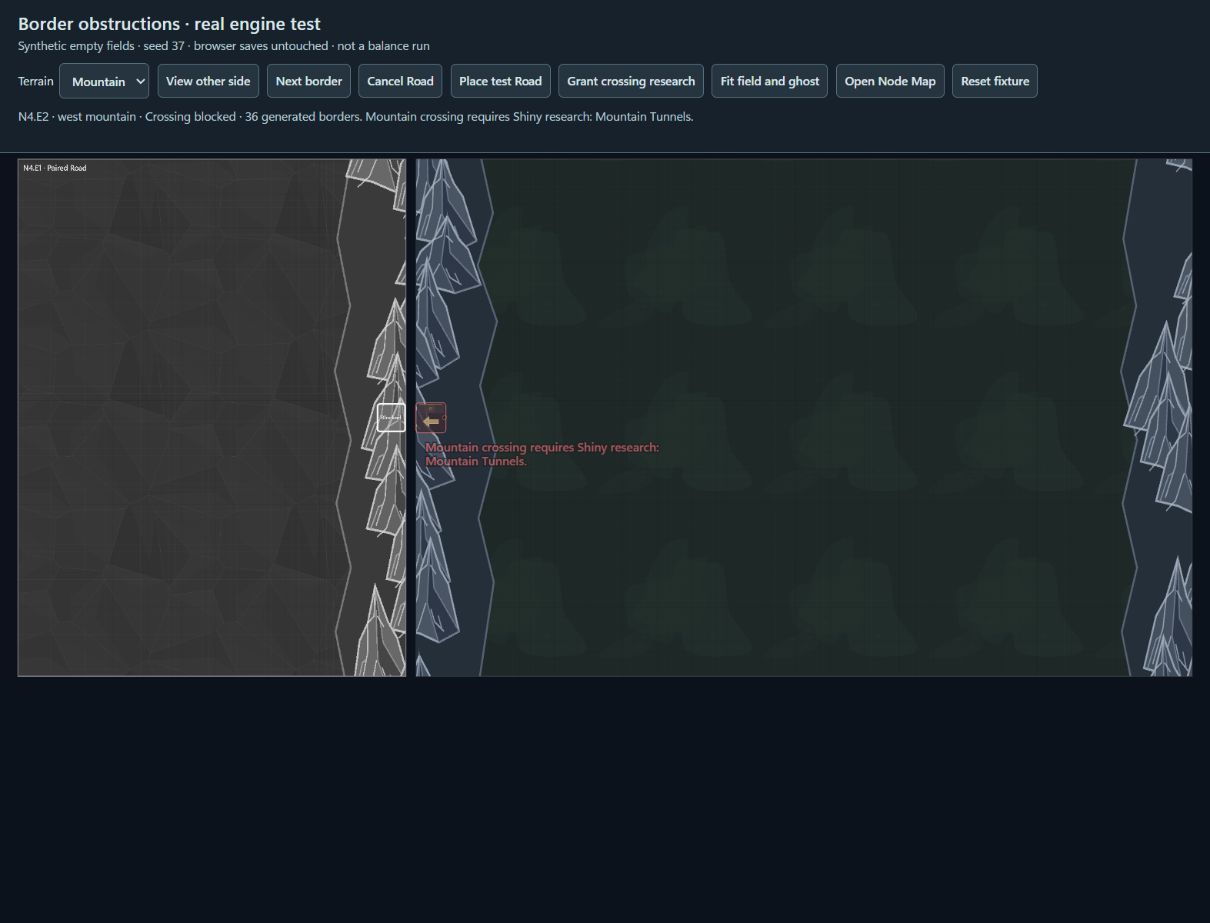 Border obstructions · real engine test
Synthetic empty fields · seed 37 · browser saves untouched · not a balance run
Terrain Mountain View other side Next border Cancel Road Place test Road Grant crossing research Fit field and ghost Open Node Map Reset fixture
N4.E2 · west mountain · Crossing blocked · 36 generated borders. Mountain crossing requires Shiny research: Mountain Tunnels.
N4.E1 · Paired Road
Mountain crossing requires Shiny research:
Mountain Tunnels.